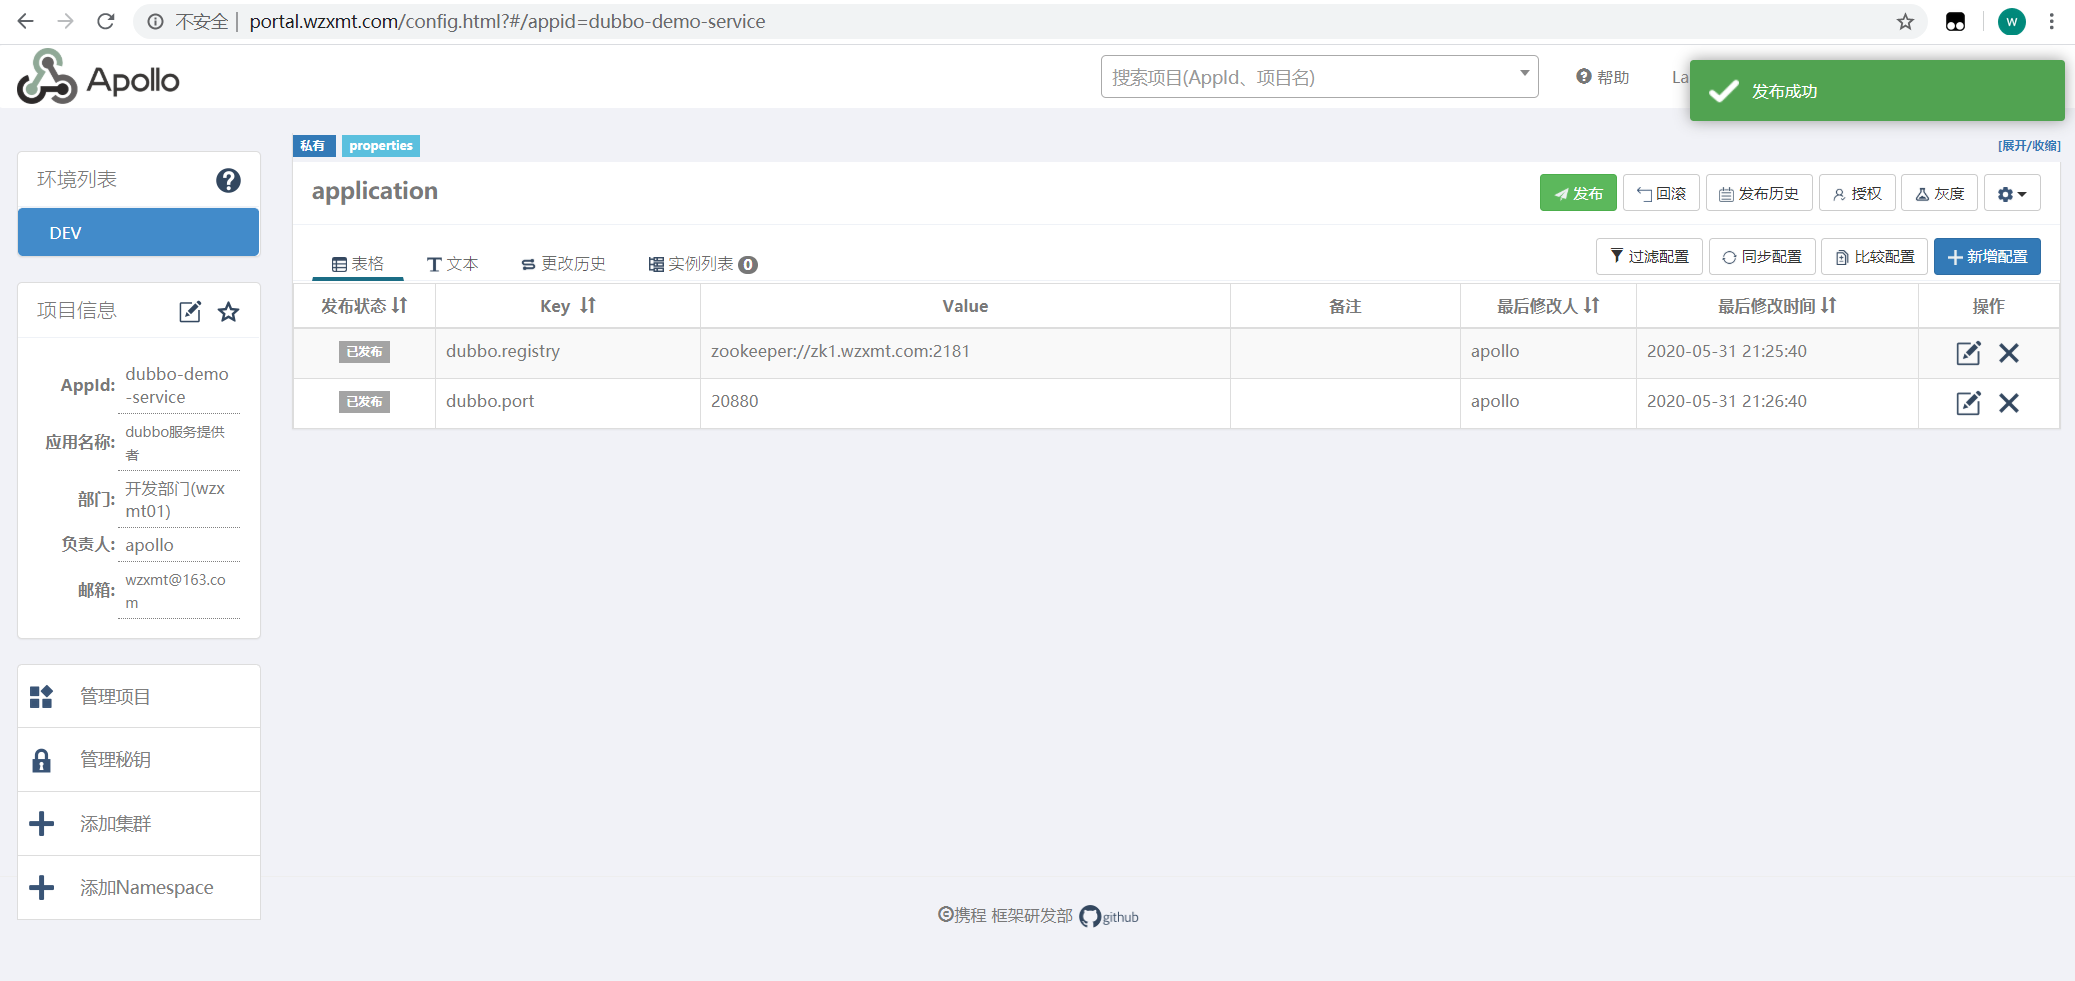 不安全 | portal.wzxmt.com/config.html?#/appid=dubbo-demo-service
W
Apollo
搜索项目(AppId、项目名)
帮助
La
发布成功
环境列表
DEV
项目信息
AppId: dubbo-demo
-service
应用名称: dubbo服务提供
者
部门: 开发部门(wzx
mt01)
负责人: apollo
邮箱: wzxmt@163.co
m
管理项目
管理秘钥
添加集群
添加Namespace
私有 properties
[展开/收缩]
application
发布 回滚 发布历史 授权 灰度
表格 文本 更改历史 实例列表 0
过滤配置 同步配置 比较配置 新增配置
发布状态 Key Value 备注 最后修改人 最后修改时间 操作
已发布 dubbo.registry zookeeper://zk1.wzxmt.com:2181 apollo 2020-05-31 21:25:40
已发布 dubbo.port 20880 apollo 2020-05-31 21:26:40
©携程 框架研发部 github